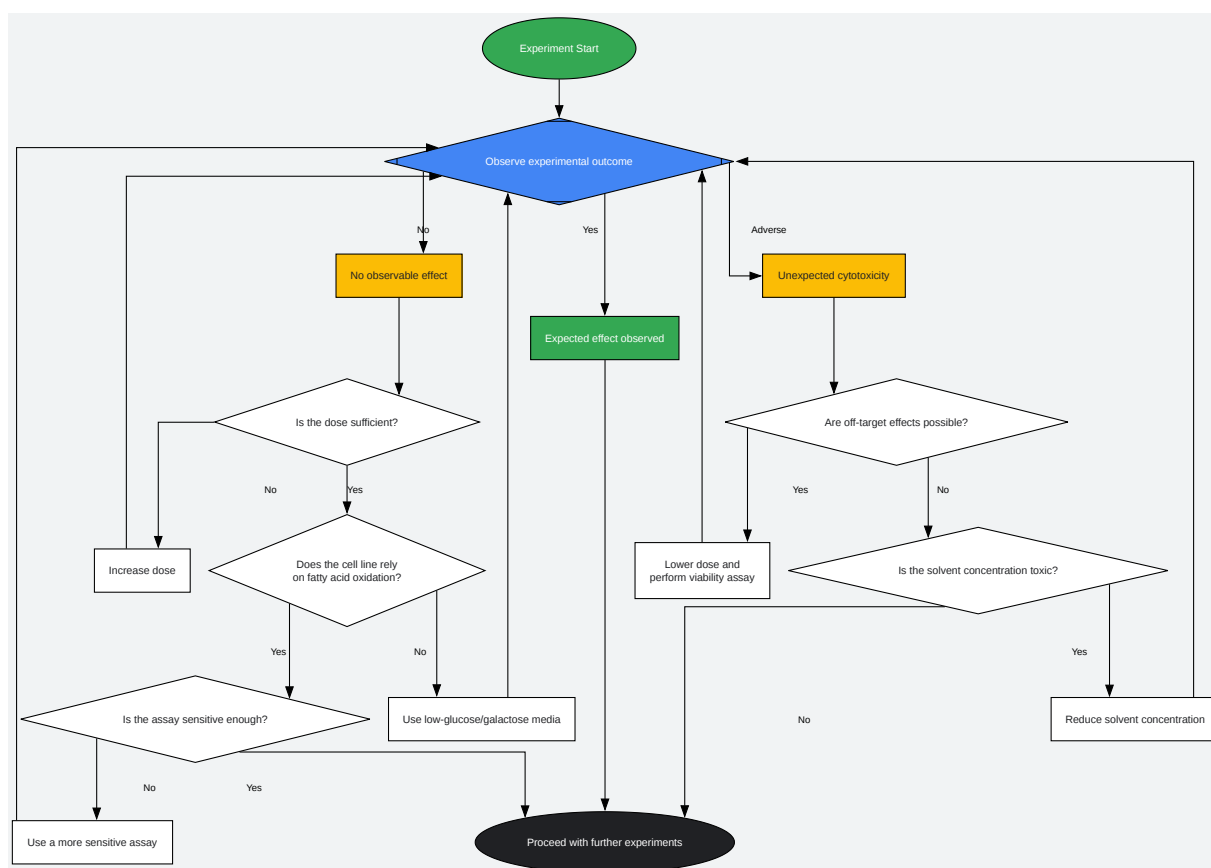 Experiment Start
Observe experimental outcome
No
Yes
Adverse
No observable effect
Unexpected cytotoxicity
Expected effect observed
Is the dose sufficient?
Are off-target effects possible?
No
Yes
Yes
No
Increase dose
Does the cell line rely
on fatty acid oxidation?
Lower dose and
perform viability assay
Is the solvent concentration toxic?
Yes
No
Yes
Is the assay sensitive enough?
Use low-glucose/galactose media
No
Reduce solvent concentration
No
Yes
Use a more sensitive assay
Proceed with further experiments